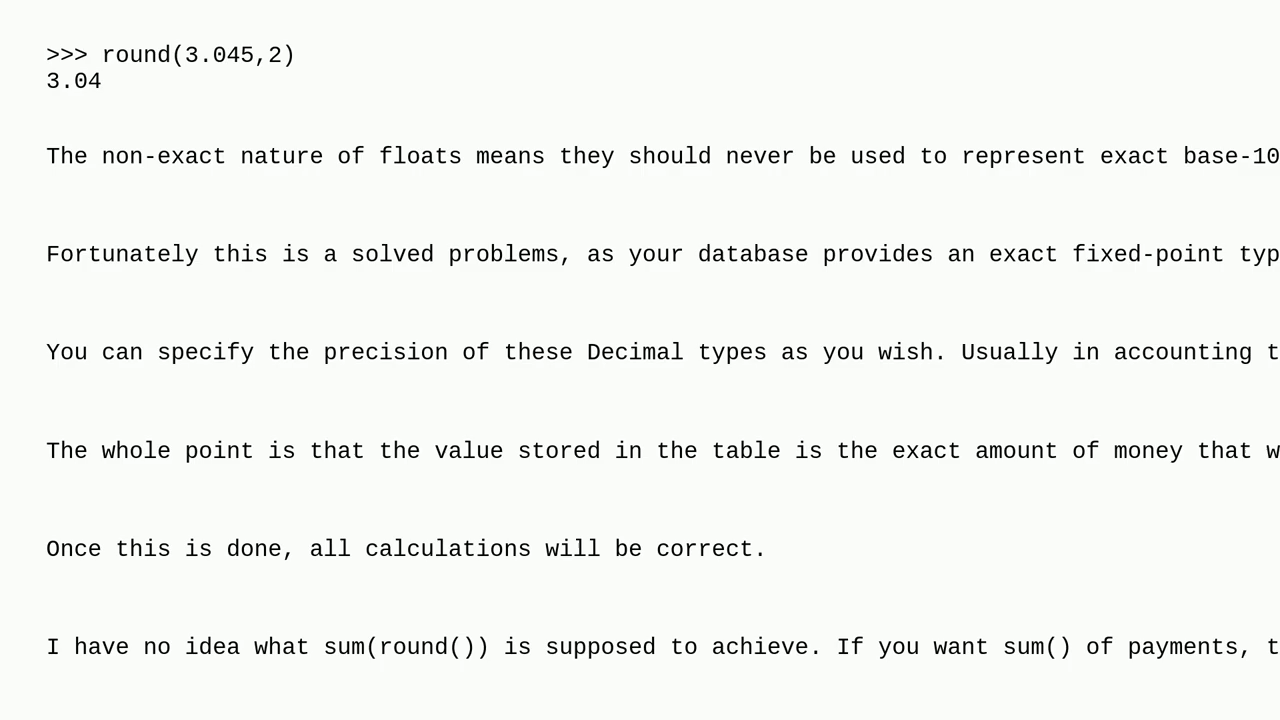 >>> round(3.045,2)
3.04
The non-exact nature of floats means they should never be used to represent exact base-10
Fortunately this is a solved problems, as your database provides an exact fixed-point typ
You can specify the precision of these Decimal types as you wish. Usually in accounting t
The whole point is that the value stored in the table is the exact amount of money that w
Once this is done, all calculations will be correct.
I have no idea what sum(round()) is supposed to achieve. If you want sum() of payments, t